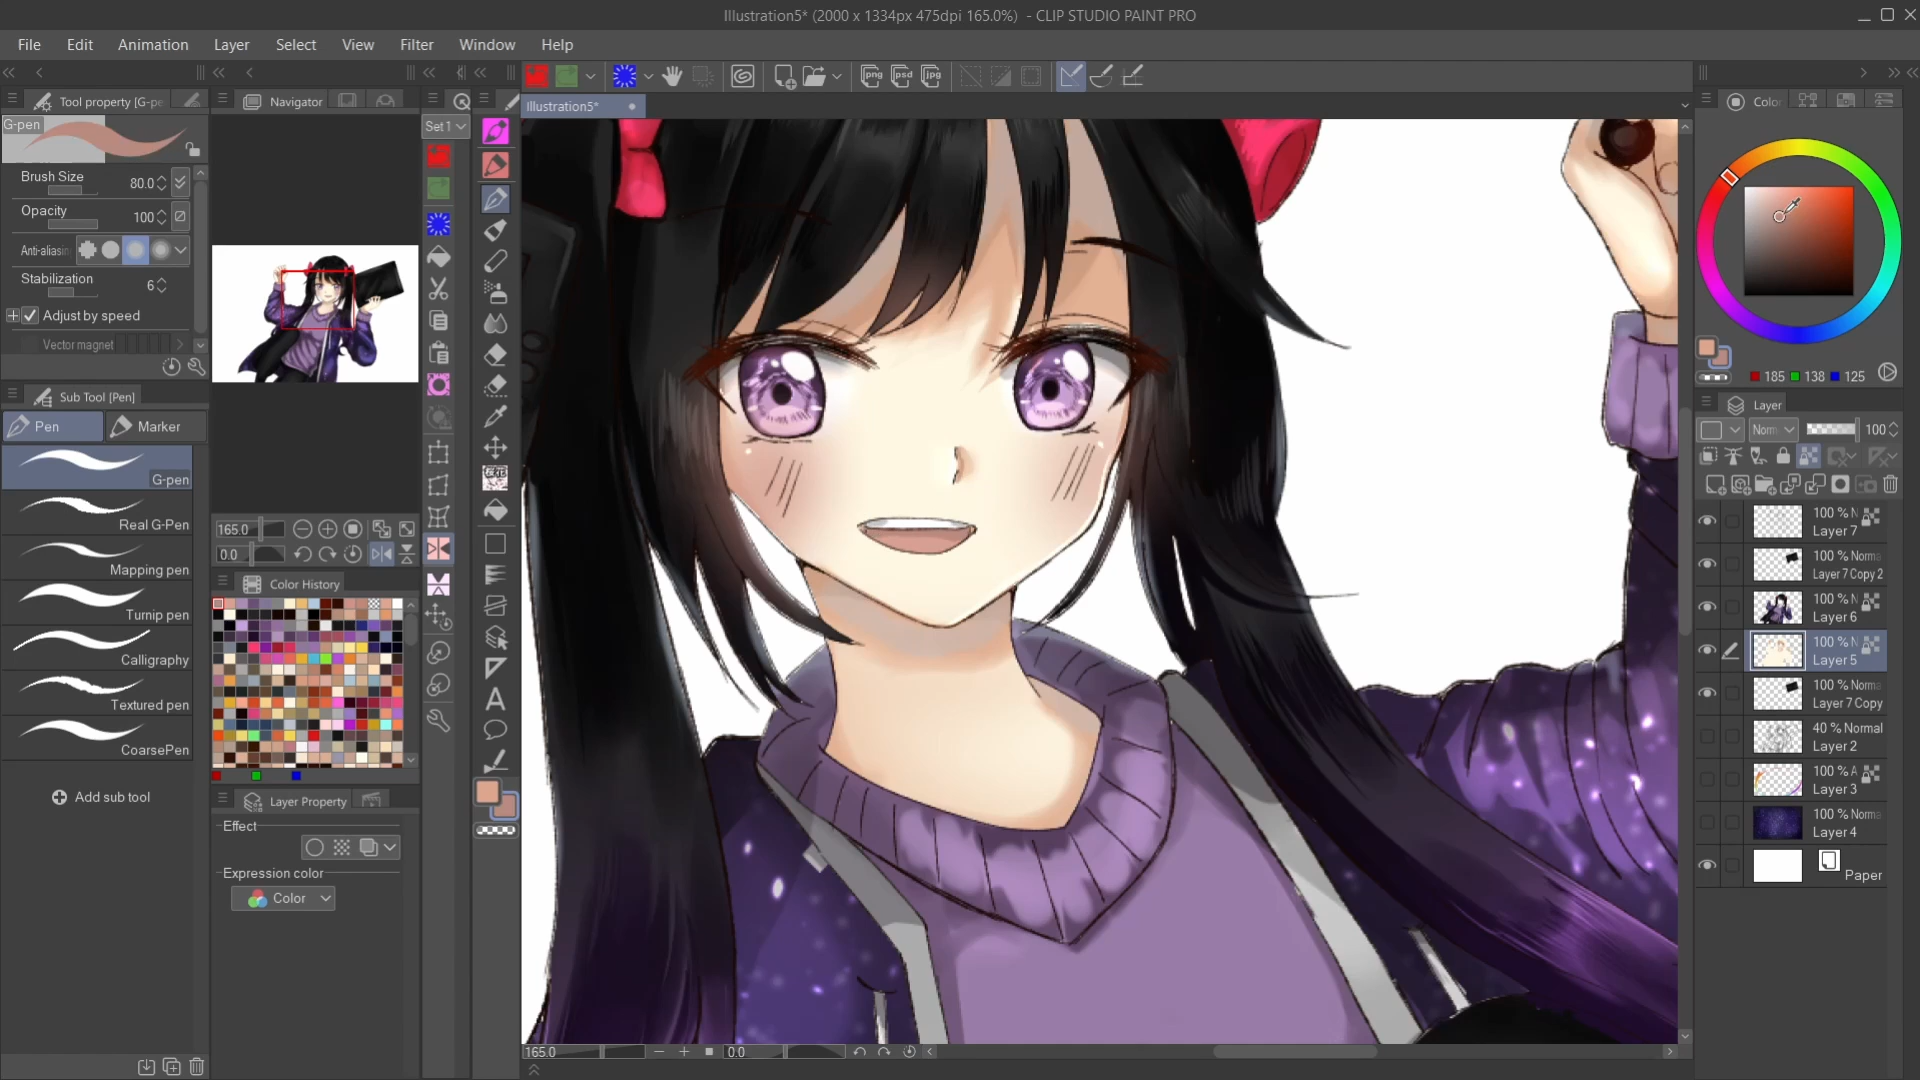 Illustration5* (2000 x 1334px 475dpi 165.0%) - CLIP STUDIO PAINT PRO
File Edit Animation Layer Select View Filter Window Help
Tool property [G-pe
Navigator
Set 1
png psd jpg
Illustration5*
Color
G-pen
Brush Size 80.0
Opacity 100
Anti-aliasin
Stabilization 6
Adjust by speed
Vector magnet
Sub Tool [Pen]
Pen Marker
G-pen
Real G-Pen
Mapping pen
Turnip pen
Calligraphy
Textured pen
CoarsePen
Add sub tool
165.0
0.0
Color History
Layer Property
Effect
Expression color
Color
A
165.0 0.0
185 138 125
Layer
Norm 100
100 % N
Layer 7
100 % Norma
Layer 7 Copy 2
100 % N
Layer 6
100 % N
Layer 5
100 % Norma
Layer 7 Copy
40 % Normal
Layer 2
100 % A
Layer 3
100 % Norma
Layer 4
Paper